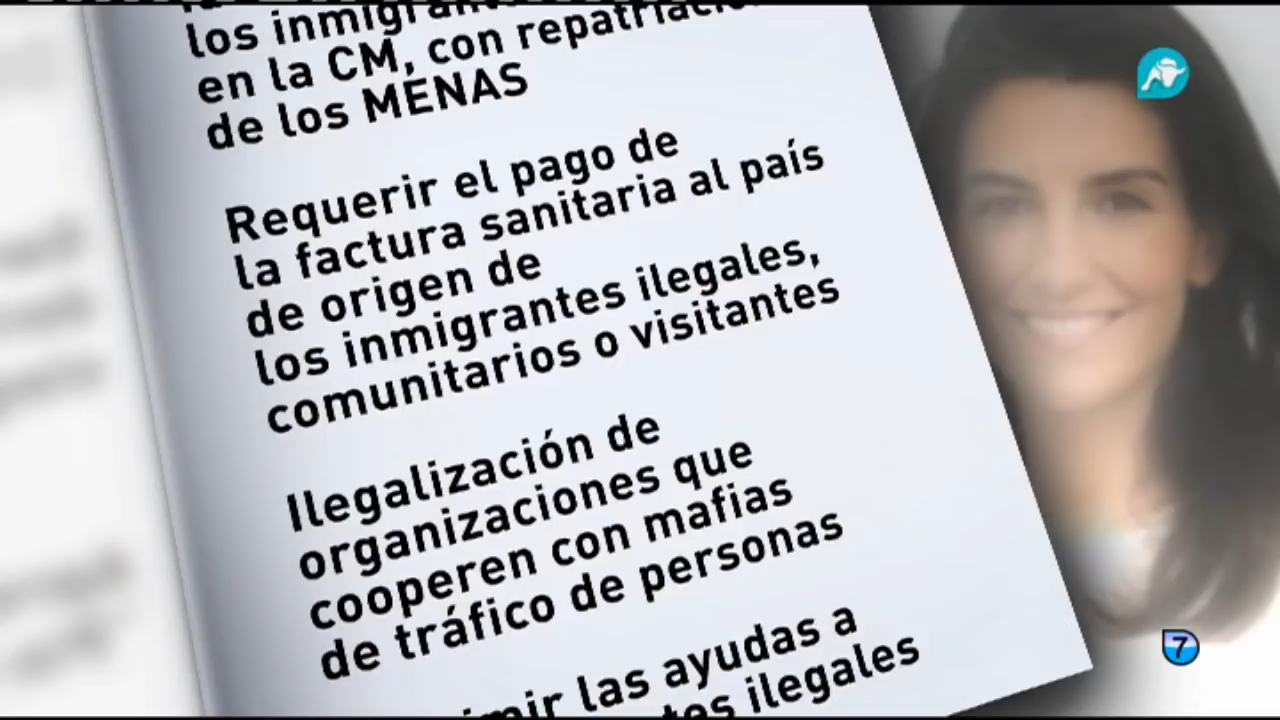 los
en la CM, con
de los MENAS
Requerir el pago de
la factura sanitaria al país
de origen de
los inmigrantes ilegales,
comunitarios o visitantes
Ilegalización de
organizaciones que
cooperen con mafias
de tráfico de personas
las ayudas a
ilegales
7